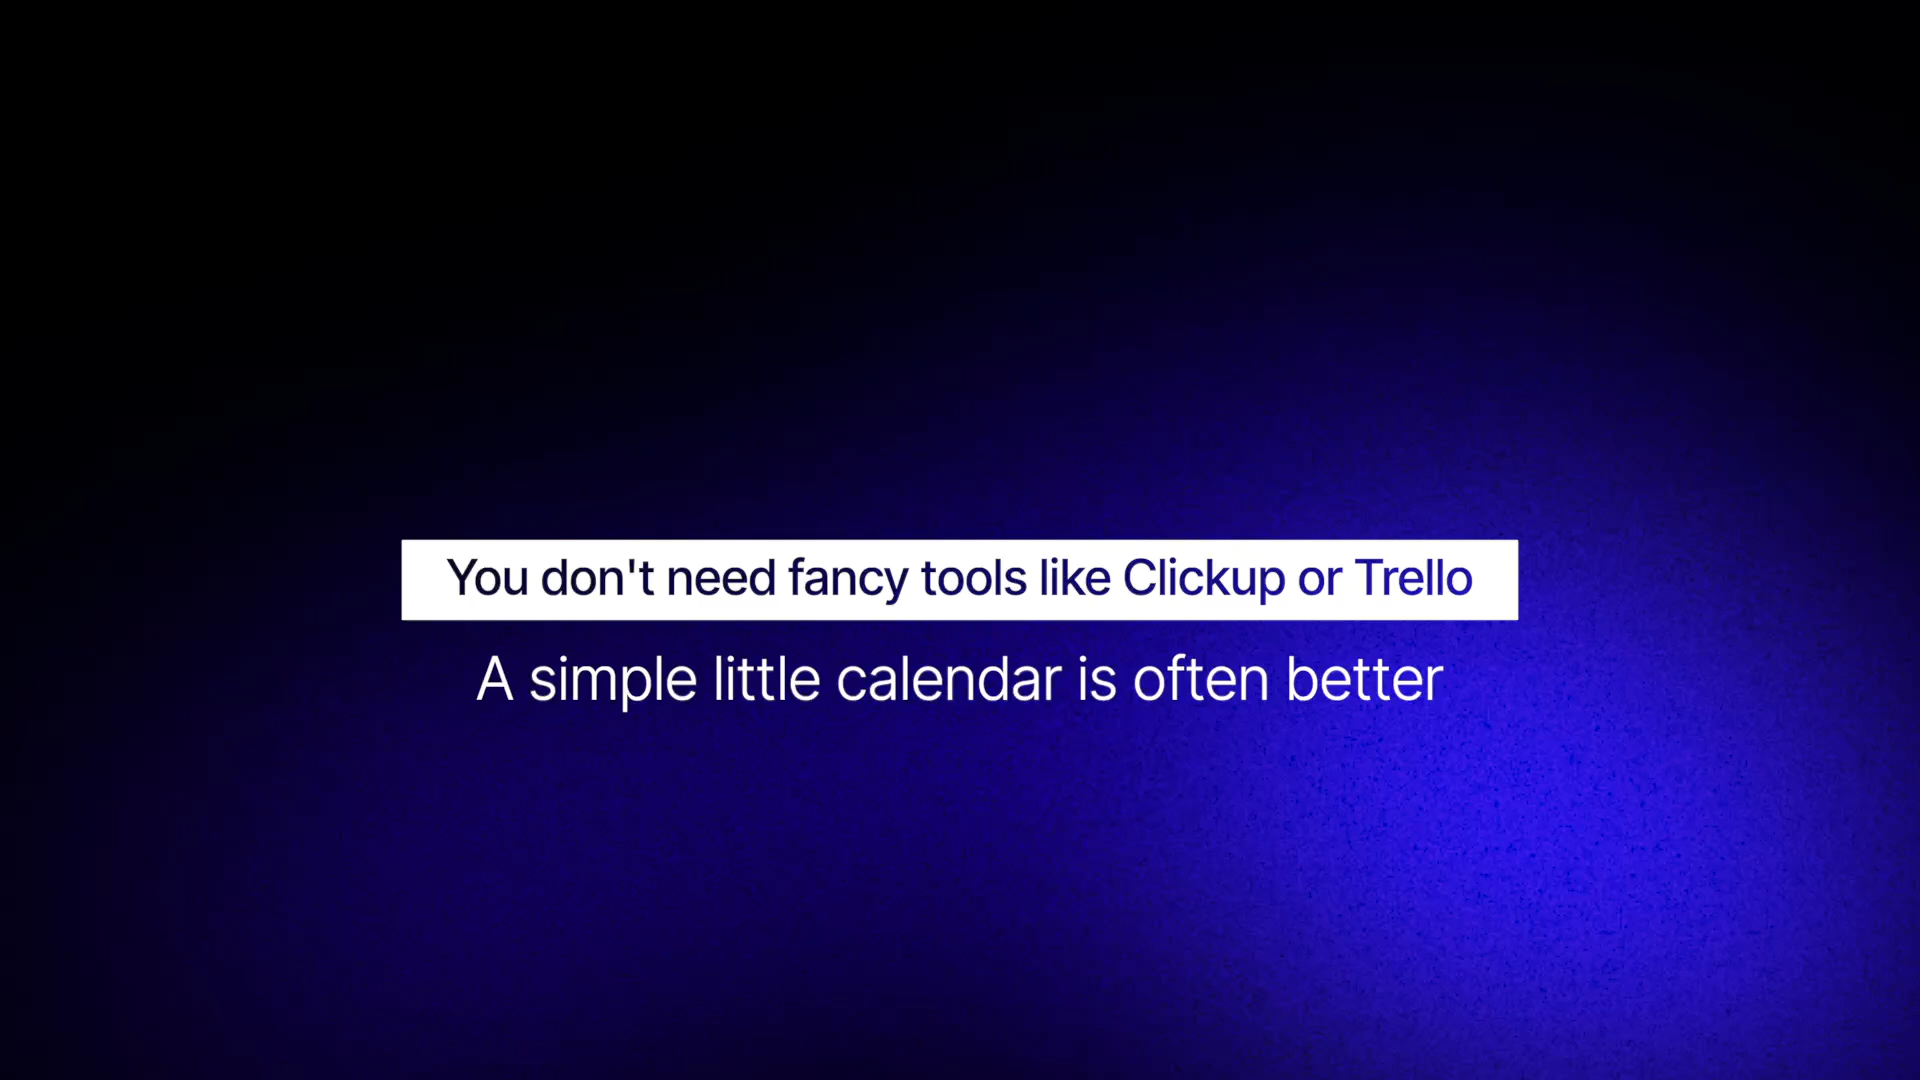 You don't need fancy tools like Clickup or Trello
A simple little calendar is often better